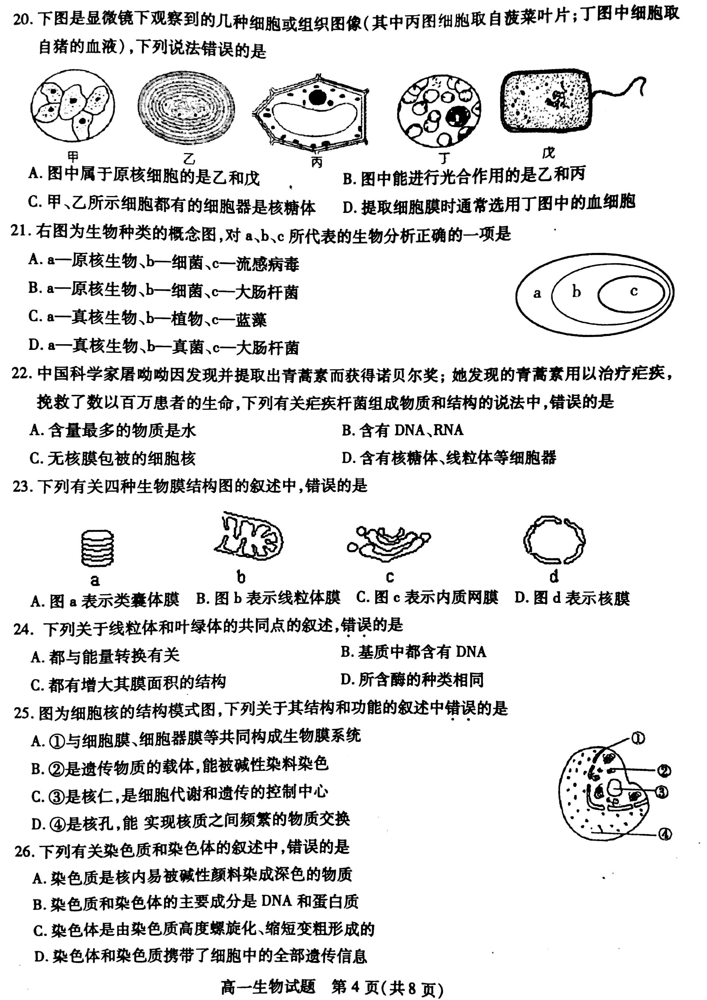 20. 下图是显微镜下观察到的几种细胞或组织图像(其中丙图细胞取自菠菜叶片;丁图中细胞取
自猪的血液),下列说法错误的是
甲 乙 丙 丁 戊
A. 图中属于原核细胞的是乙和戊 B. 图中能进行光合作用的是乙和丙
C. 甲、乙所示细胞都有的细胞器是核糖体 D. 提取细胞膜时通常选用丁图中的血细胞
21. 右图为生物种类的概念图,对 a、b、c 所代表的生物分析正确的一项是
A. a—原核生物、b—细菌、c—流感病毒
B. a—原核生物、b—细菌、c—大肠杆菌
C. a—真核生物、b—植物、c—蓝藻
D. a—真核生物、b—真菌、c—大肠杆菌
a b c
22. 中国科学家屠呦呦因发现并提取出青蒿素而获得诺贝尔奖;她发现的青蒿素用以治疗疟疾,
挽救了数以百万患者的生命,下列有关疟疾杆菌组成物质和结构的说法中,错误的是
A. 含量最多的物质是水 B. 含有 DNA、RNA
C. 无核膜包被的细胞核 D. 含有核糖体、线粒体等细胞器
23. 下列有关四种生物膜结构图的叙述中,错误的是
a b c d
A. 图 a 表示类囊体膜 B. 图 b 表示线粒体膜 C. 图 c 表示内质网膜 D. 图 d 表示核膜
24. 下列关于线粒体和叶绿体的共同点的叙述,错误的是
A. 都与能量转换有关 B. 基质中都含有 DNA
C. 都有增大其膜面积的结构 D. 所含酶的种类相同
25. 图为细胞核的结构模式图,下列关于其结构和功能的叙述中错误的是
A. ①与细胞膜、细胞器膜等共同构成生物膜系统
B. ②是遗传物质的载体,能被碱性染料染色
C. ③是核仁,是细胞代谢和遗传的控制中心
D. ④是核孔,能 实现核质之间频繁的物质交换
①
②
③
④
26. 下列有关染色质和染色体的叙述中,错误的是
A. 染色质是核内易被碱性颜料染成深色的物质
B. 染色质和染色体的主要成分是 DNA 和蛋白质
C. 染色体是由染色质高度螺旋化、缩短变粗形成的
D. 染色体和染色质携带了细胞中的全部遗传信息
高一生物试题 第 4 页(共 8 页)